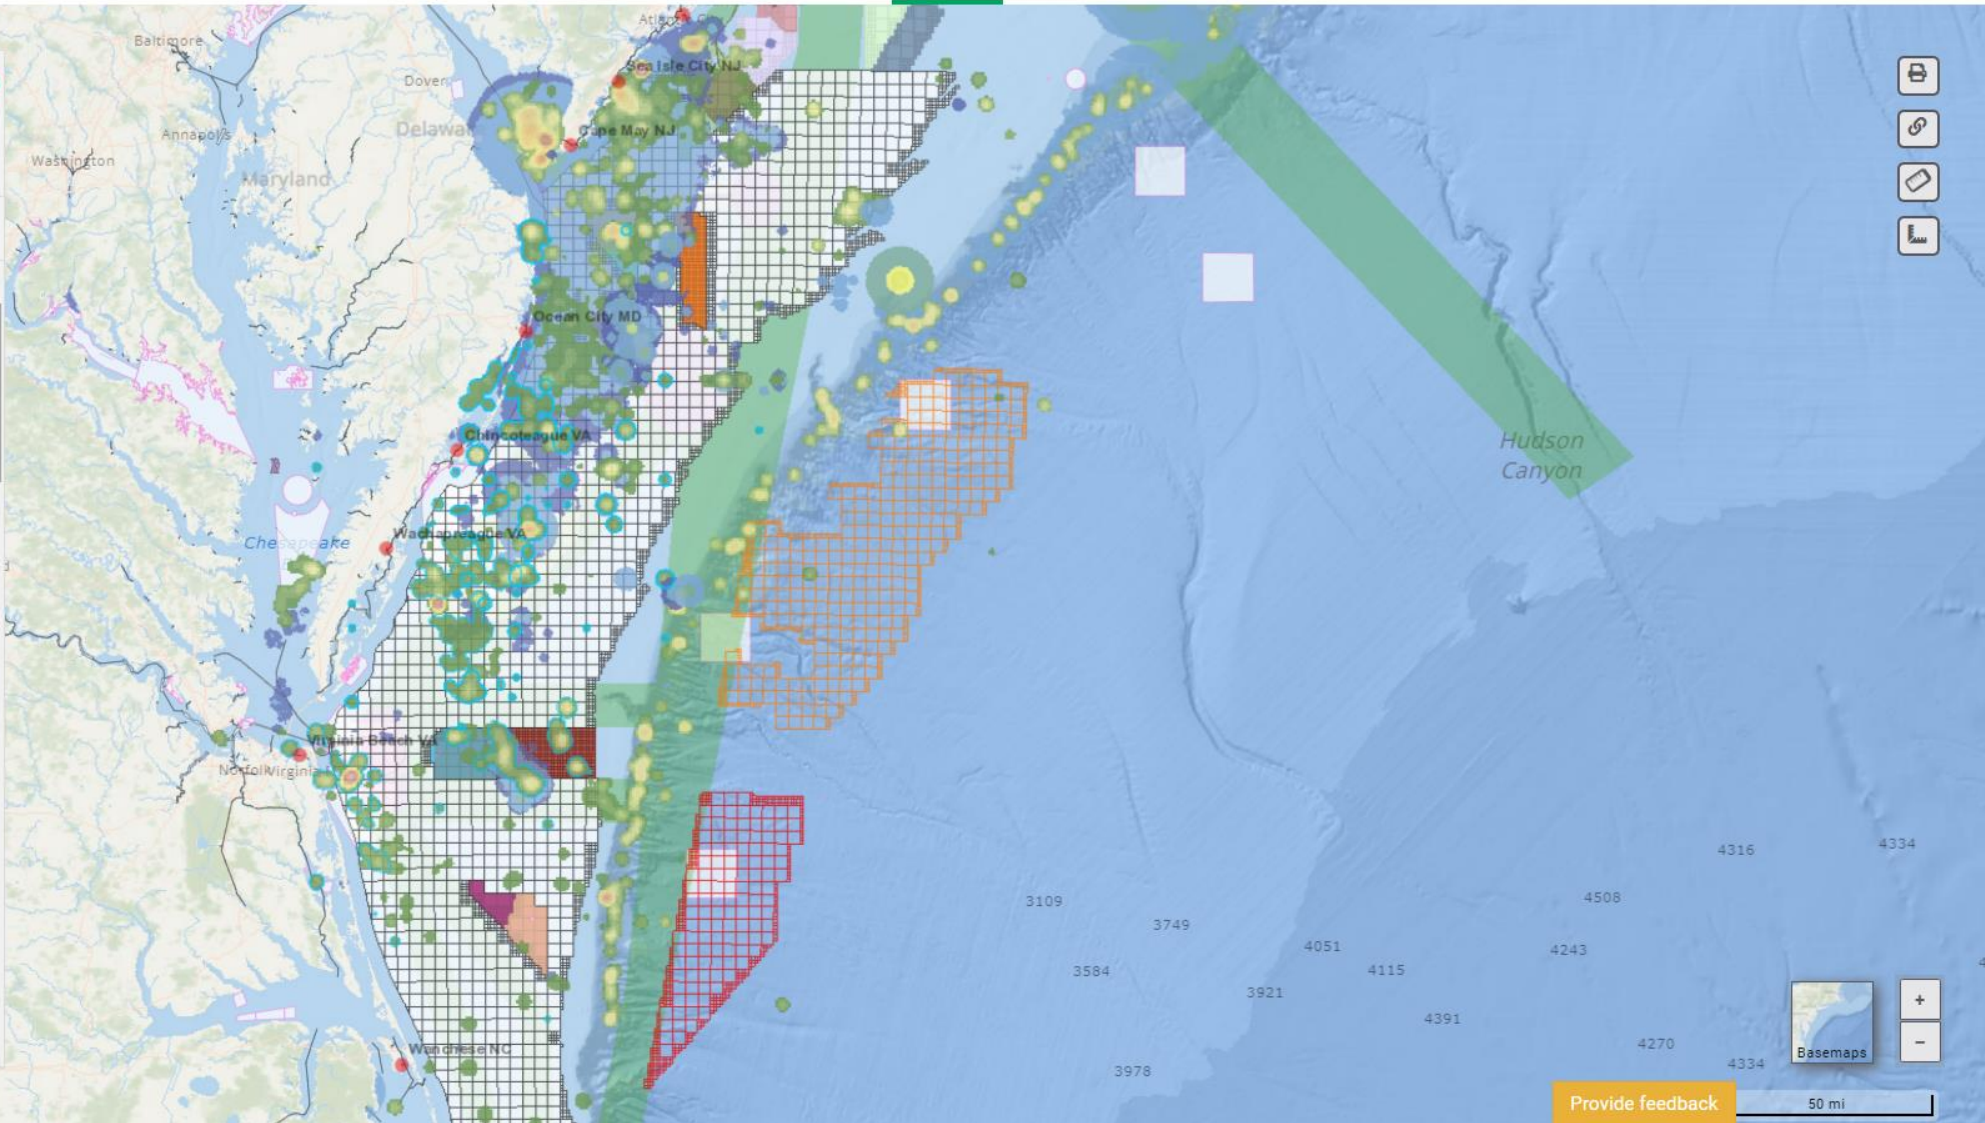 Baltimore
Sea Isle City NJ
Dover
Cape May NJ
Annapolis
Washington
Maryland
Ocean City MD
Chincoteague VA
Hudson
Canyon
Wachapreague VA
Chesapeake
Virginia Beach VA
Norfolk
Virginia
4316
4334
3109
3749
4508
4051
4243
3584
4115
3921
4391
4270
4334
3978
Wanchese NC
Basemaps
+
−
Provide feedback
50 mi